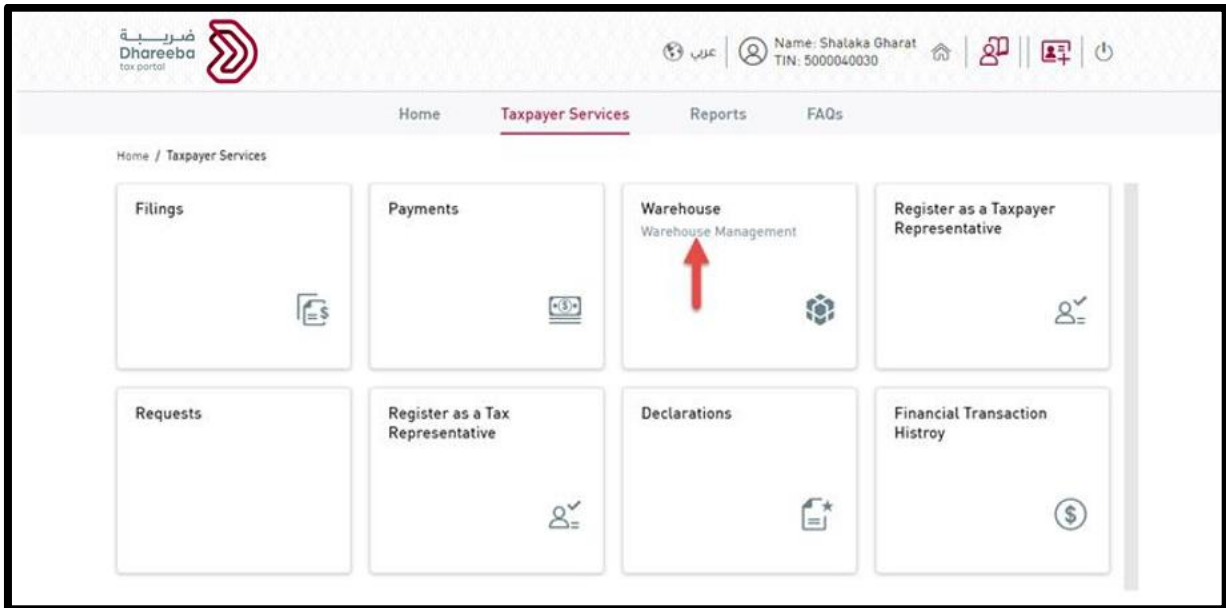 ضريبة
Dhareeba
tax portal
عربي
Name: Shalaka Gharat
TIN: 5000040030
Home Taxpayer Services Reports FAQs
Home / Taxpayer Services
Filings
Payments
Warehouse
Warehouse Management
Register as a Taxpayer
Representative
Requests
Register as a Tax
Representative
Declarations
Financial Transaction
Histroy